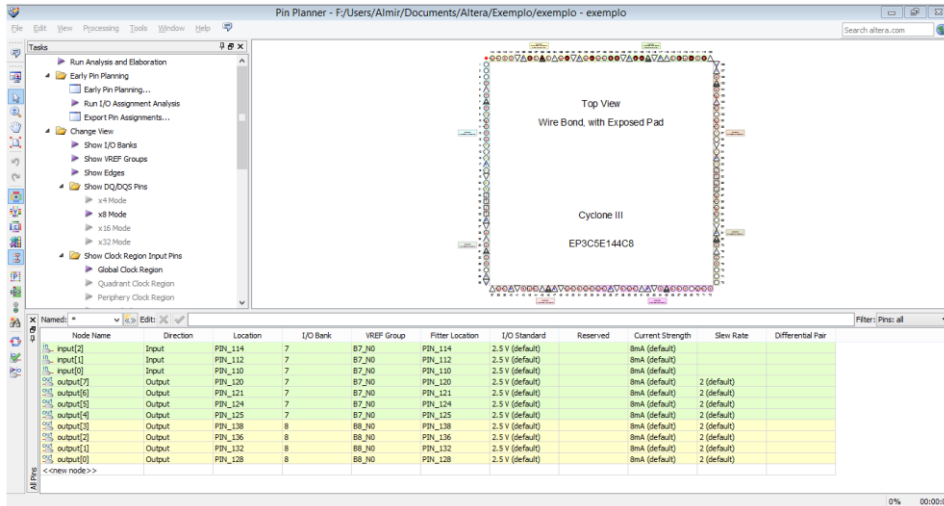 Pin Planner - F:/Users/Almir/Documents/Altera/Exemplo/exemplo - exemplo
File Edit View Processing Tools Window Help
Search altera.com
Tasks
Run Analysis and Elaboration
Early Pin Planning
Early Pin Planning...
Run I/O Assignment Analysis
Export Pin Assignments...
Change View
Show I/O Banks
Show VREF Groups
Show Edges
Show DQ/DQS Pins
x4 Mode
x8 Mode
x16 Mode
x32 Mode
Show Clock Region Input Pins
Global Clock Region
Quadrant Clock Region
Periphery Clock Region
Top View
Wire Bond, with Exposed Pad
Cyclone III
EP3C5E144C8
Named: * Edit: Filter: Pins: all
Node Name Direction Location I/O Bank VREF Group Fitter Location I/O Standard Reserved Current Strength Slew Rate Differential Pair
input[2] Input PIN_114 7 B7_N0 PIN_114 2.5 V (default) 8mA (default)
input[1] Input PIN_112 7 B7_N0 PIN_112 2.5 V (default) 8mA (default)
input[0] Input PIN_110 7 B7_N0 PIN_110 2.5 V (default) 8mA (default)
output[7] Output PIN_120 7 B7_N0 PIN_120 2.5 V (default) 8mA (default) 2 (default)
output[6] Output PIN_121 7 B7_N0 PIN_121 2.5 V (default) 8mA (default) 2 (default)
output[5] Output PIN_124 7 B7_N0 PIN_124 2.5 V (default) 8mA (default) 2 (default)
output[4] Output PIN_125 7 B7_N0 PIN_125 2.5 V (default) 8mA (default) 2 (default)
output[3] Output PIN_138 8 B8_N0 PIN_138 2.5 V (default) 8mA (default) 2 (default)
output[2] Output PIN_136 8 B8_N0 PIN_136 2.5 V (default) 8mA (default) 2 (default)
output[1] Output PIN_132 8 B8_N0 PIN_132 2.5 V (default) 8mA (default) 2 (default)
output[0] Output PIN_128 8 B8_N0 PIN_128 2.5 V (default) 8mA (default) 2 (default)
<<new node>>
All Pins
0% 00:00:0